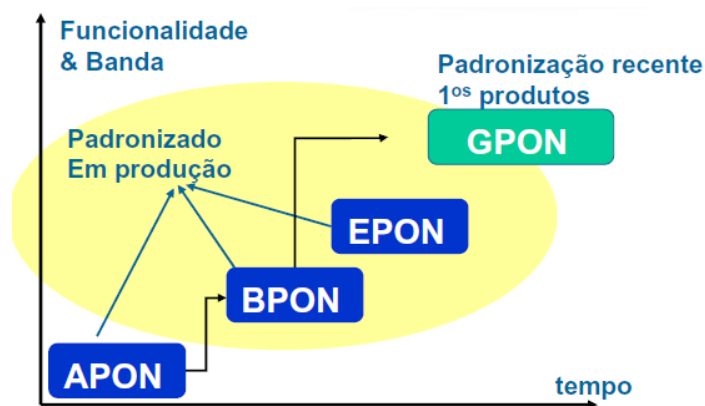 Funcionalidade
& Banda
Padronização recente
1os produtos
GPON
Padronizado
Em produção
EPON
BPON
APON
tempo